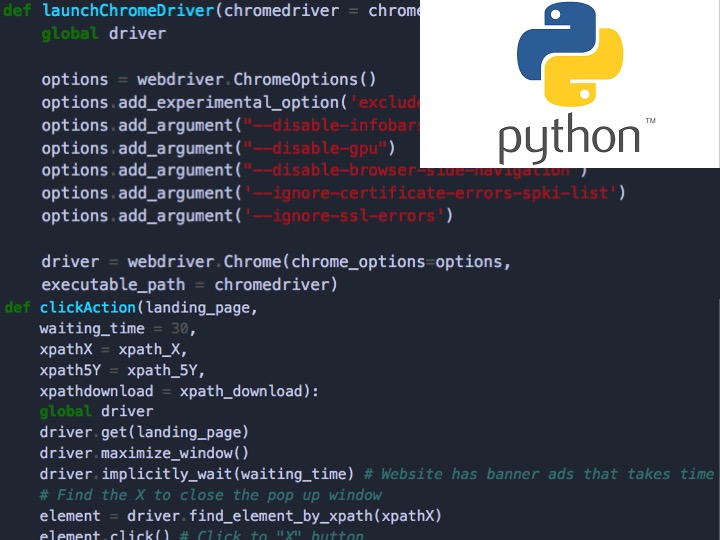 def launchChromeDriver(chromedriver = chrome
global driver
options = webdriver.ChromeOptions()
options.add_experimental_option('exclude
options.add_argument("--disable-infobars
options.add_argument("--disable-gpu")
options.add_argument("--disable-browser-side-navigation")
options.add_argument('--ignore-certificate-errors-spki-list')
options.add_argument('--ignore-ssl-errors')
driver = webdriver.Chrome(chrome_options=options,
executable_path = chromedriver)
def clickAction(landing_page,
waiting_time = 30,
xpathX = xpath_X,
xpath5Y = xpath_5Y,
xpathdownload = xpath_download):
global driver
driver.get(landing_page)
driver.maximize_window()
driver.implicitly_wait(waiting_time) # Website has banner ads that takes time
# Find the X to close the pop up window
element = driver.find_element_by_xpath(xpathX)
element.click() # Click to "X" button
python™